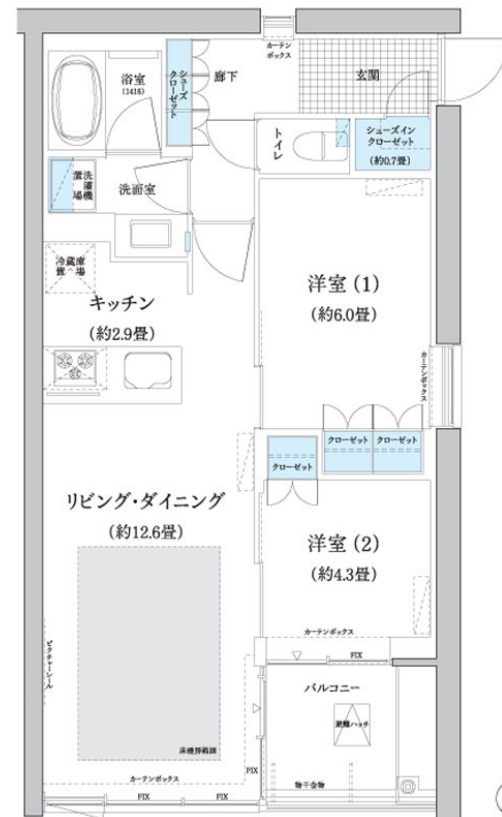 カーテン
ボックス
浴室
(1416)
シューズ
クローゼット
廊下
玄関
トイレ
シューズイン
クローゼット
(約0.7畳)
洗濯機
置場
洗面室
冷蔵庫
置場
キッチン
(約2.9畳)
洋室(1)
(約6.0畳)
カーテンボックス
クローゼット
クローゼット
クローゼット
リビング・ダイニング
(約12.6畳)
洋室(2)
(約4.3畳)
カーテンボックス
FIX
ピクチャーレール
バルコニー
避難ハッチ
床暖房範囲
FIX
物干金物
カーテンボックス
FIX
FIX